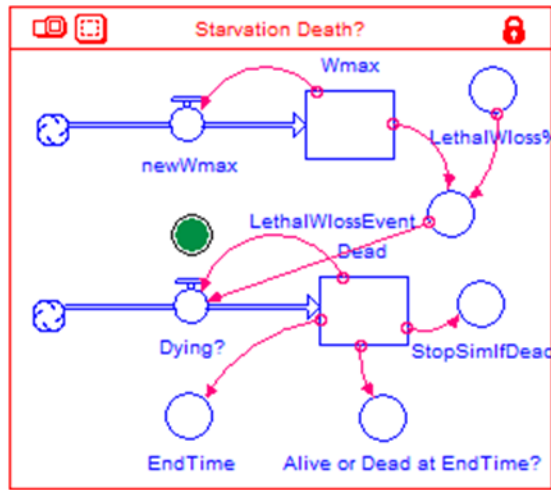 Starvation Death?
Wmax
LethalWloss%
newWmax
LethalWlossEvent
Dead
Dying?
StopSimIfDead
EndTime
Alive or Dead at EndTime?